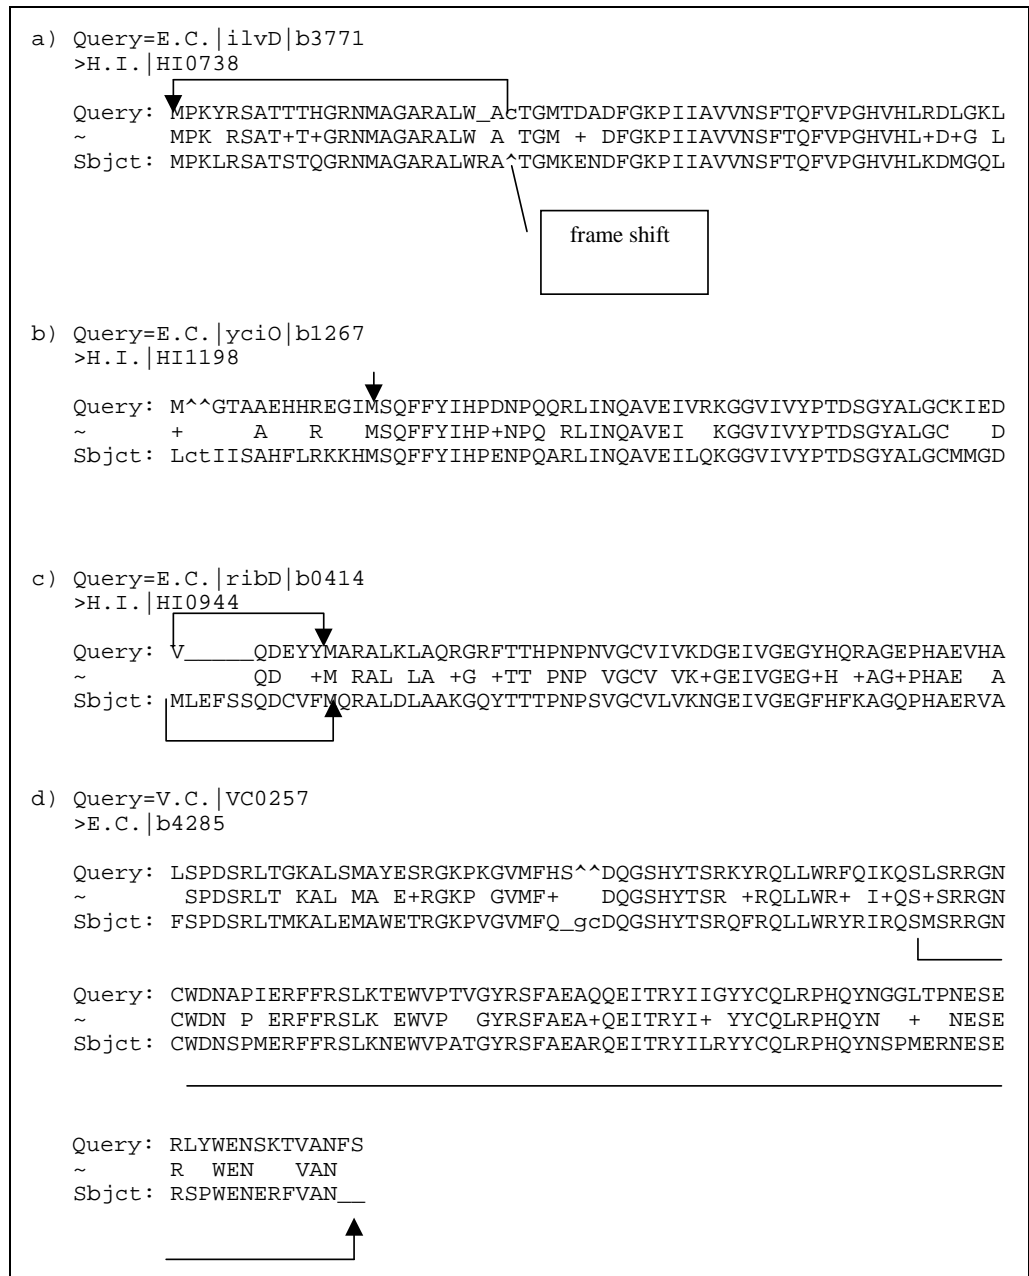 a) Query=E.C.|ilvD|b3771
>H.I.|HI0738
Query: MPKYRSATTTHGRNMAGARALW_AcTGMTDADFGKPIIAVVNSFTQFVPGHVHLRDLGKL
~ MPK RSAT+T+GRNMAGARALW A TGM + DFGKPIIAVVNSFTQFVPGHVHL+D+G L
Sbjct: MPKLRSATSTQGRNMAGARALWRA^TGMKENDFGKPIIAVVNSFTQFVPGHVHLKDMGQL
frame shift
b) Query=E.C.|yciO|b1267
>H.I.|HI1198
Query: M^^GTAAEHHREGIMSQFFYIHPDNPQQRLINQAVEIVRKGGVIVYPTDSGYALGCKIED
~ + A R MSQFFYIHP+NPQ RLINQAVEI KGGVIVYPTDSGYALGC D
Sbjct: LctIISAHFLRKKHMSQFFYIHPENPQARLINQAVEILQKGGVIVYPTDSGYALGCMMGD
c) Query=E.C.|ribD|b0414
>H.I.|HI0944
Query: V_____QDEYYMARALKLAQRGRFTTHPNPNVGCVIVKDGEIVGEGYHQRAGEPHAEVHA
~ QD +M RAL LA +G +TT PNP VGCV VK+GEIVGEG+H +AG+PHAE A
Sbjct: MLEFSSQDCVFMQRALDLAAKGQYTTTPNPSVGCVLVKNGEIVGEGFHFKAGQPHAERVA
d) Query=V.C.|VC0257
>E.C.|b4285
Query: LSPDSRLTGKALSMAYESRGKPKGVMFHS^^DQGSHYTSRKYRQLLWRFQIKQSLSRRGN
~ SPDSRLT KAL MA E+RGKP GVMF+ DQGSHYTSR +RQLLWR+ I+QS+SRRGN
Sbjct: FSPDSRLTMKALEMAWETRGKPVGVMFQ_gcDQGSHYTSRQFRQLLWRYRIRQSMSRRGN
Query: CWDNAPIERFFRSLKTEWVPTVGYRSFAEAQQEITRYIIGYYCQLRPHQYNGGLTPNESE
~ CWDN P ERFFRSLK EWVP GYRSFAEA+QEITRYI+ YYCQLRPHQYN + NESE
Sbjct: CWDNSPMERFFRSLKNEWVPATGYRSFAEARQEITRYILRYYCQLRPHQYNSPMERNESE
Query: RLYWENSKTVANFS
~ R WEN VAN
Sbjct: RSPWENERFVAN__